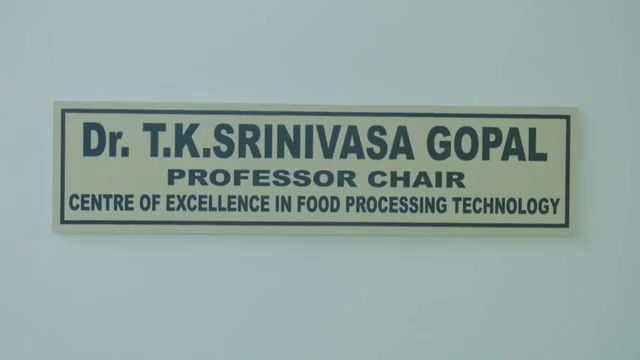 Dr. T.K.SRINIVASA GOPAL
PROFESSOR CHAIR
CENTRE OF EXCELLENCE IN FOOD PROCESSING TECHNOLOGY